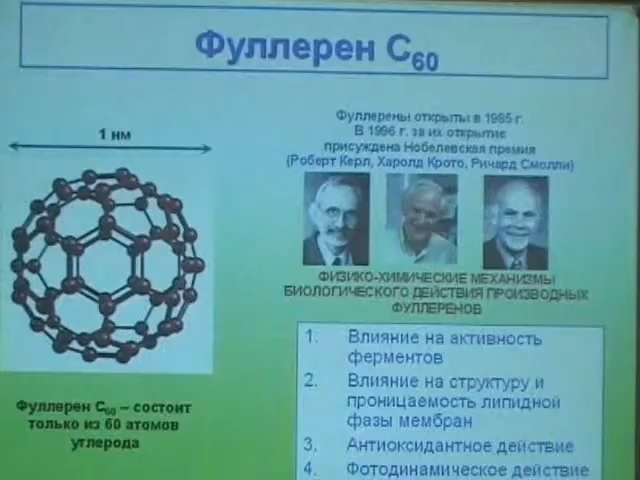 Фуллерен С60
1 нм
Фуллерены открыты в 1985 г.
В 1996 г. за их открытие
присуждена Нобелевская премия
(Роберт Керл, Харолд Крото, Ричард Смолли)
ФИЗИКО-ХИМИЧЕСКИЕ МЕХАНИЗМЫ
БИОЛОГИЧЕСКОГО ДЕЙСТВИЯ ПРОИЗВОДНЫХ
ФУЛЛЕРЕНОВ
1. Влияние на активность
ферментов
2. Влияние на структуру и
проницаемость липидной
фазы мембран
3. Антиоксидантное действие
4. Фотодинамическое действие
Фуллерен С60 – состоит
только из 60 атомов
углерода